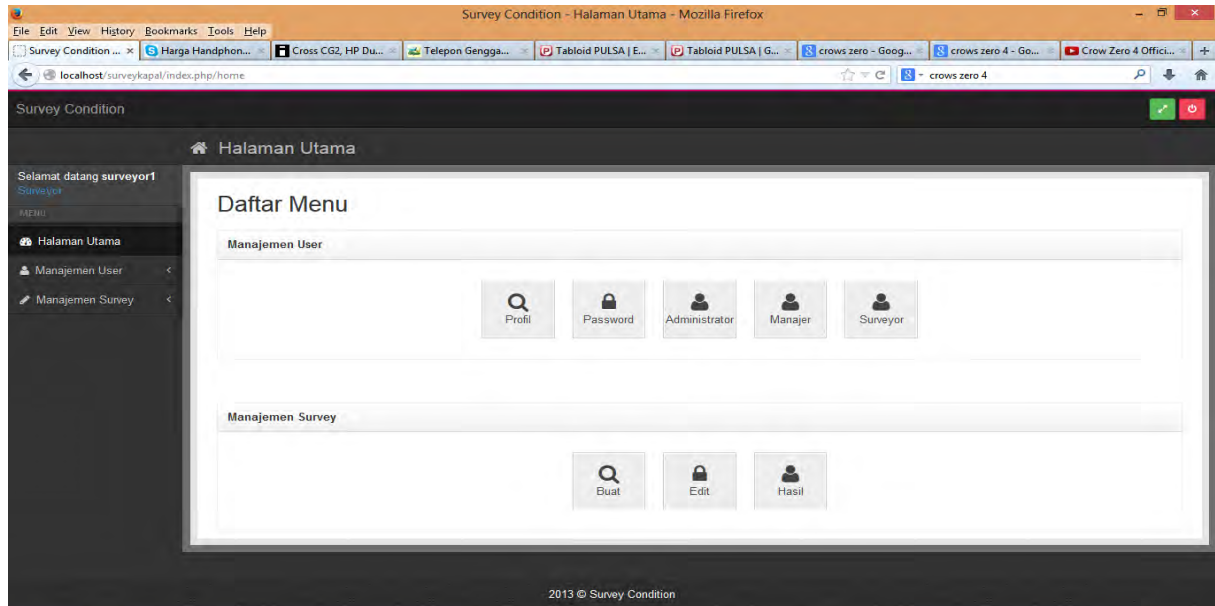 Survey Condition - Halaman Utama - Mozilla Firefox
File Edit View History Bookmarks Tools Help
Survey Condition ... Harga Handphon... Cross CG2, HP Du... Telepon Gengga... Tabloid PULSA | E... Tabloid PULSA | G... crows zero - Goog... crows zero 4 - Go... Crow Zero 4 Offici...
localhost/surveykapal/index.php/home crows zero 4
Survey Condition
Halaman Utama
Selamat datang surveyor1
Surveyor
MENU
Halaman Utama
Manajemen User
Manajemen Survey
Daftar Menu
Manajemen User
Profil Password Administrator Manajer Surveyor
Manajemen Survey
Buat Edit Hasil
2013 © Survey Condition